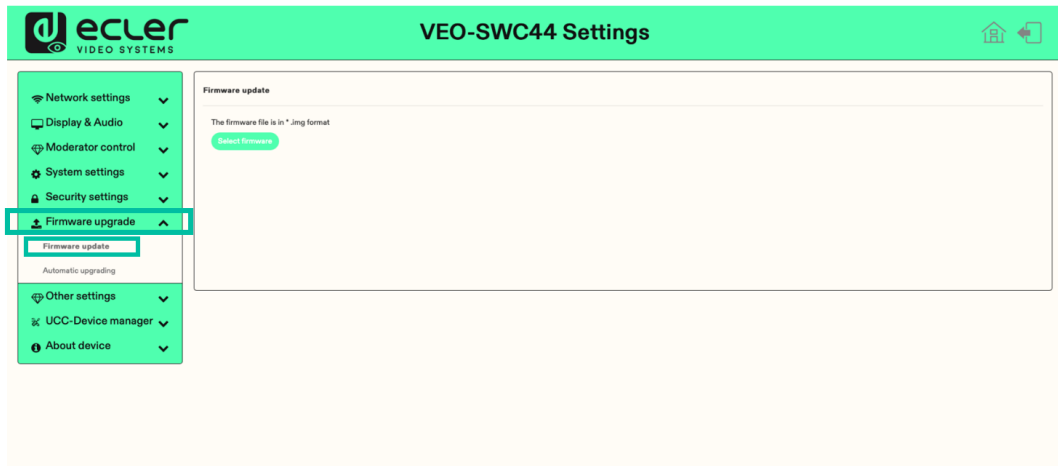 ecler
VIDEO SYSTEMS
VEO-SWC44 Settings
Network settings
Display & Audio
Moderator control
System settings
Security settings
Firmware upgrade
Firmware update
Automatic upgrading
Other settings
UCC-Device manager
About device
Firmware update
The firmware file is in * .img format
Select firmware